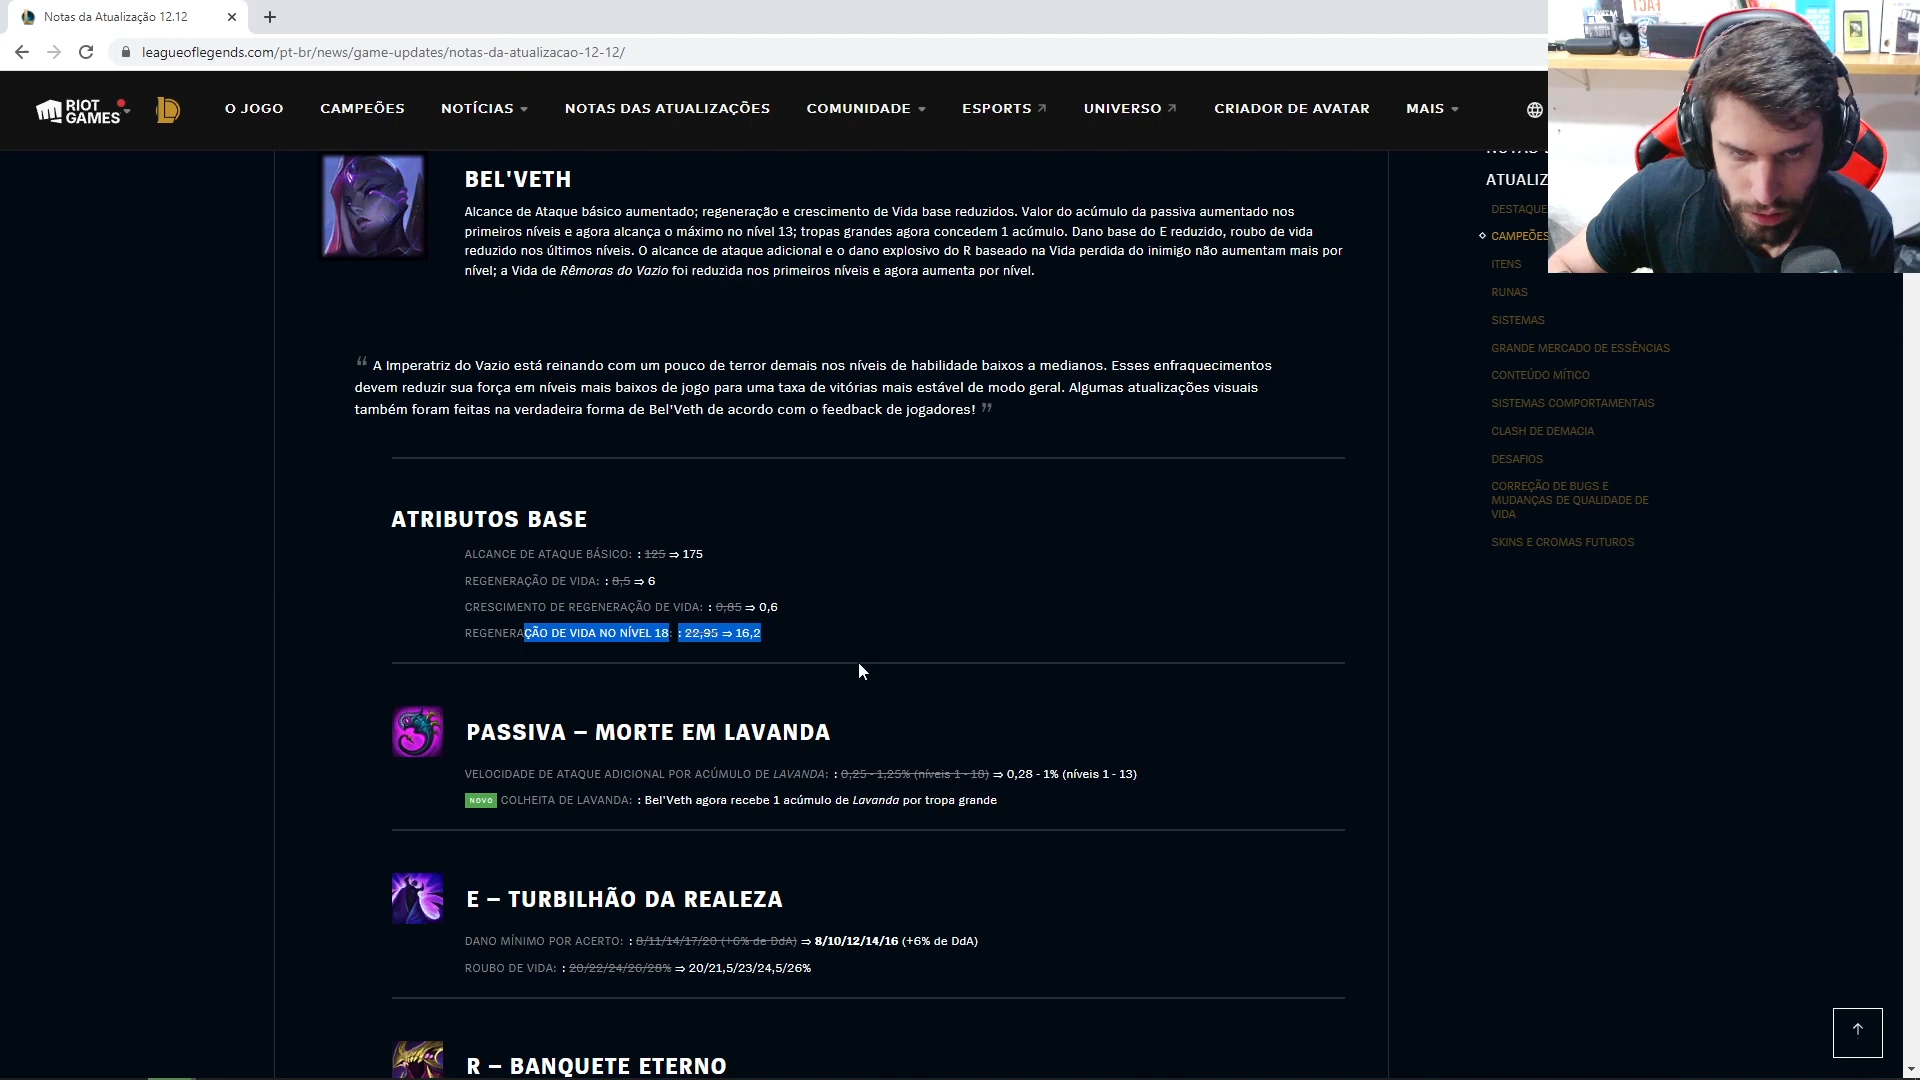 Notas da Atualização 12.12
leagueoflegends.com/pt-br/news/game-updates/notas-da-atualizacao-12-12/
RIOT GAMES
O JOGO CAMPEÕES NOTÍCIAS NOTAS DAS ATUALIZAÇÕES COMUNIDADE ESPORTS UNIVERSO CRIADOR DE AVATAR MAIS
BEL'VETH
Alcance de Ataque básico aumentado; regeneração e crescimento de Vida base reduzidos. Valor do acúmulo da passiva aumentado nos
primeiros níveis e agora alcança o máximo no nível 13; tropas grandes agora concedem 1 acúmulo. Dano base do E reduzido, roubo de vida
reduzido nos últimos níveis. O alcance de ataque adicional e o dano explosivo do R baseado na Vida perdida do inimigo não aumentam mais por
nível; a Vida de Rêmoras do Vazio foi reduzida nos primeiros níveis e agora aumenta por nível.
“ A Imperatriz do Vazio está reinando com um pouco de terror demais nos níveis de habilidade baixos a medianos. Esses enfraquecimentos
devem reduzir sua força em níveis mais baixos de jogo para uma taxa de vitórias mais estável de modo geral. Algumas atualizações visuais
também foram feitas na verdadeira forma de Bel'Veth de acordo com o feedback de jogadores! ”
ATRIBUTOS BASE
ALCANCE DE ATAQUE BÁSICO: : 125 ⇒ 175
REGENERAÇÃO DE VIDA: : 8,5 ⇒ 6
CRESCIMENTO DE REGENERAÇÃO DE VIDA: : 0,85 ⇒ 0,6
REGENERAÇÃO DE VIDA NO NÍVEL 18: : 22,95 ⇒ 16,2
PASSIVA – MORTE EM LAVANDA
VELOCIDADE DE ATAQUE ADICIONAL POR ACÚMULO DE LAVANDA: : 0,25 - 1,25% (níveis 1 - 18) ⇒ 0,28 - 1% (níveis 1 - 13)
NOVO COLHEITA DE LAVANDA: : Bel'Veth agora recebe 1 acúmulo de Lavanda por tropa grande
E – TURBILHÃO DA REALEZA
DANO MÍNIMO POR ACERTO: : 8/11/14/17/20 (+6% de DdA) ⇒ 8/10/12/14/16 (+6% de DdA)
ROUBO DE VIDA: : 20/22/24/26/28% ⇒ 20/21,5/23/24,5/26%
R – BANQUETE ETERNO
ATUALIZ
DESTAQUE
CAMPEÕES
ITENS
RUNAS
SISTEMAS
GRANDE MERCADO DE ESSÊNCIAS
CONTEÚDO MÍTICO
SISTEMAS COMPORTAMENTAIS
CLASH DE DEMACIA
DESAFIOS
CORREÇÃO DE BUGS E
MUDANÇAS DE QUALIDADE DE
VIDA
SKINS E CROMAS FUTUROS